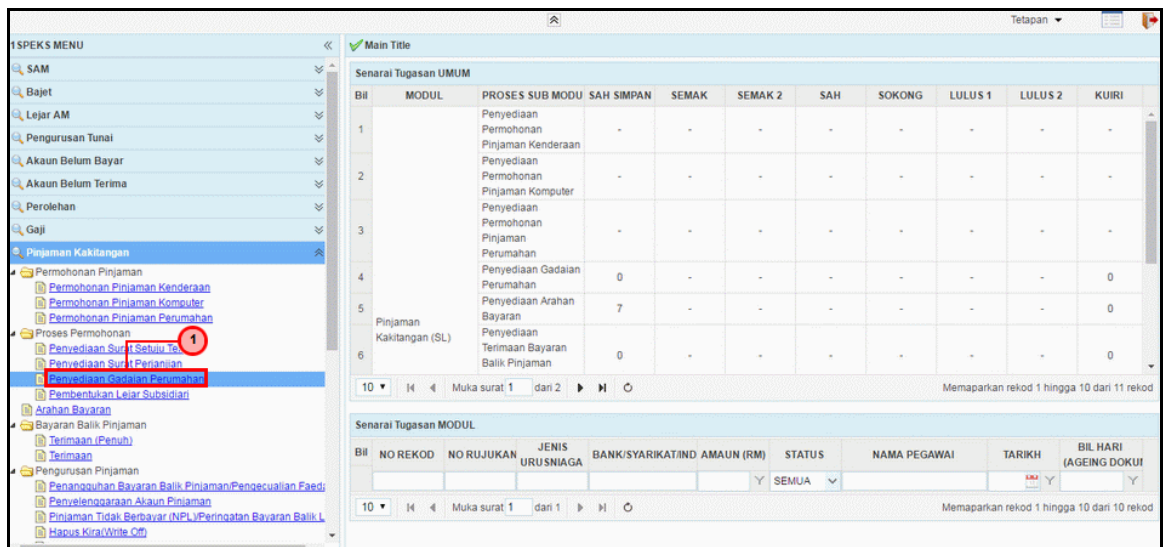 Tetapan
1SPEKS MENU
SAM
Bajet
Lejar AM
Pengurusan Tunai
Akaun Belum Bayar
Akaun Belum Terima
Perolehan
Gaji
Pinjaman Kakitangan
Permohonan Pinjaman
Permohonan Pinjaman Kenderaan
Permohonan Pinjaman Komputer
Permohonan Pinjaman Perumahan
Proses Permohonan
Penyediaan Surat Setuju
1
Penyediaan Surat Perjanjian
Penyediaan Gadaian Perumahan
Pembentukan Lejar Subsidiari
Arahan Bayaran
Bayaran Balik Pinjaman
Terimaan (Penuh)
Terimaan
Pengurusan Pinjaman
Penangguhan Bayaran Balik Pinjaman/Pengecualian Faeda
Penyelenggaraan Akaun Pinjaman
Pinjaman Tidak Berbayar (NPL)/Peringatan Bayaran Balik L
Hapus Kira(Write Off)
Main Title
Senarai Tugasan UMUM
Bil MODUL PROSES SUB MODU SAH SIMPAN SEMAK SEMAK 2 SAH SOKONG LULUS 1 LULUS 2 KUIRI
Pinjaman
Kakitangan (SL)
Penyediaan
Permohonan
Pinjaman Kenderaan
1 - - - - - - - -
Penyediaan
Permohonan
Pinjaman Komputer
2 - - - - - - - -
Penyediaan
Permohonan
Pinjaman
Perumahan
3 - - - - - - - -
Penyediaan Gadaian
Perumahan
4 0 - - - - - - 0
Penyediaan Arahan
Bayaran
5 7 - - - - - - 0
Penyediaan
Terimaan Bayaran
Balik Pinjaman
6 0 - - - - - - 0
10 Muka surat 1 dari 2 Memaparkan rekod 1 hingga 10 dari 11 rekod
Senarai Tugasan MODUL
Bil NO REKOD NO RUJUKAN JENIS URUSNIAGA BANK/SYARIKAT/IND AMAUN (RM) STATUS NAMA PEGAWAI TARIKH BIL HARI (AGEING DOKU
SEMUA
10 Muka surat 1 dari 1 Memaparkan rekod 1 hingga 10 dari 10 rekod